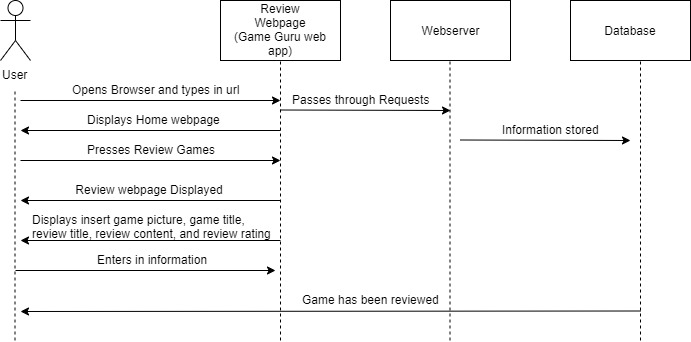 Review
Webpage
(Game Guru web
app)
Webserver
Database
User
Opens Browser and types in url
Passes through Requests
Displays Home webpage
Information stored
Presses Review Games
Review webpage Displayed
Displays insert game picture, game title,
review title, review content, and review rating
Enters in information
Game has been reviewed